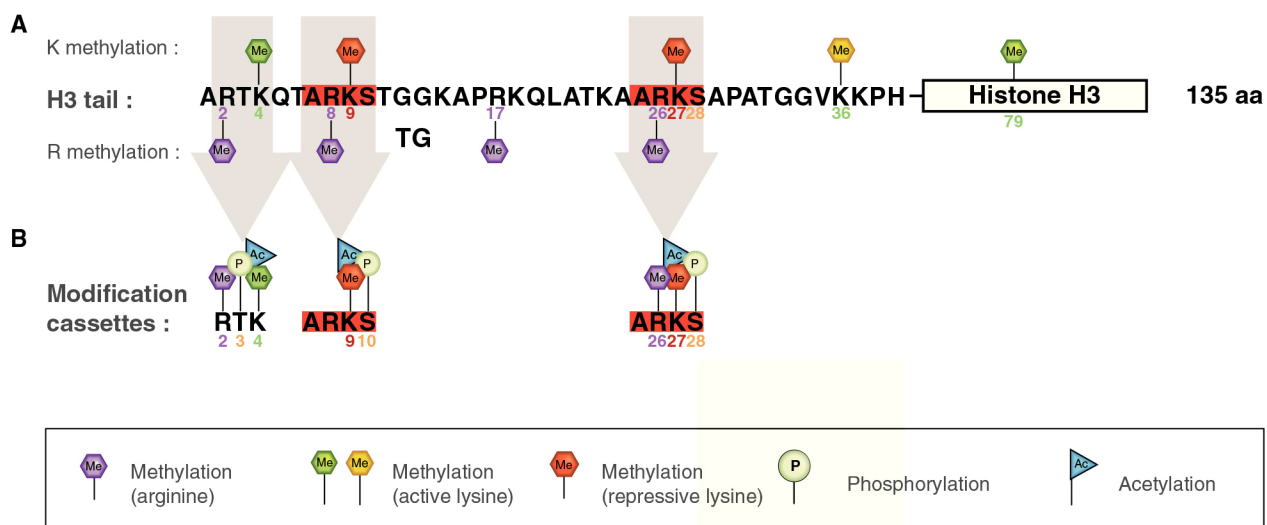 A
K methylation :
Me Me Me Me Me
H3 tail :
ARTKQTARKSTGGKAPRKQLATKAARKSAPATGGVKKPH
Histone H3
135 aa
2 4 8 9 17 26 27 28 36 79
TG
R methylation :
Me Me Me Me
B
Ac Ac Ac
P P P
Me Me Me Me Me
Modification
cassettes :
RTK ARKS ARKS
2 3 4 9 10 26 27 28
Me Me Me Me P Ac
Methylation
(arginine)
Methylation
(active lysine)
Methylation
(repressive lysine)
Phosphorylation
Acetylation